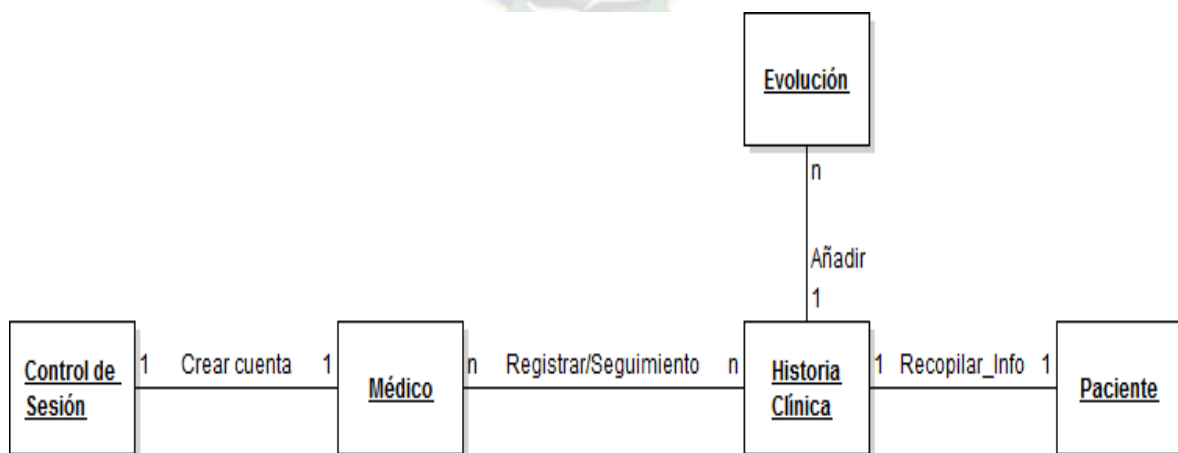 Evolución
n
Añadir
1
Control de
Sesión
1 Crear cuenta 1
Médico
n Registrar/Seguimiento n
Historia
Clínica
1 Recopilar_Info 1
Paciente